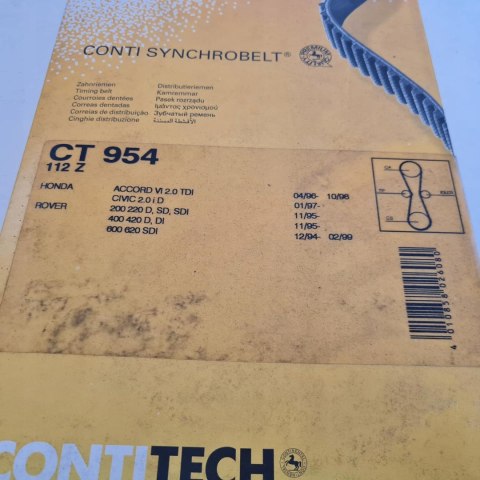 CONTI SYNCHROBELT®
Zahnriemen
Timing belt
Courroies dentées
Correas dentadas
Correias de distribuição
Cinghie distribuzione
Distributieriemen
Kamremmar
Pasek rozrządu
Ιμάντας χρονισμού
Зубчатый ремень
CT 954
112 Z
HONDA ACCORD VI 2.0 TDI 04/96- 10/98
CIVIC 2.0 i D 01/97-
ROVER 200 220 D, SD, SDI 11/95-
400 420 D, DI 11/95-
600 620 SDI 12/94- 02/99
4 010858 026080
CONTITECH